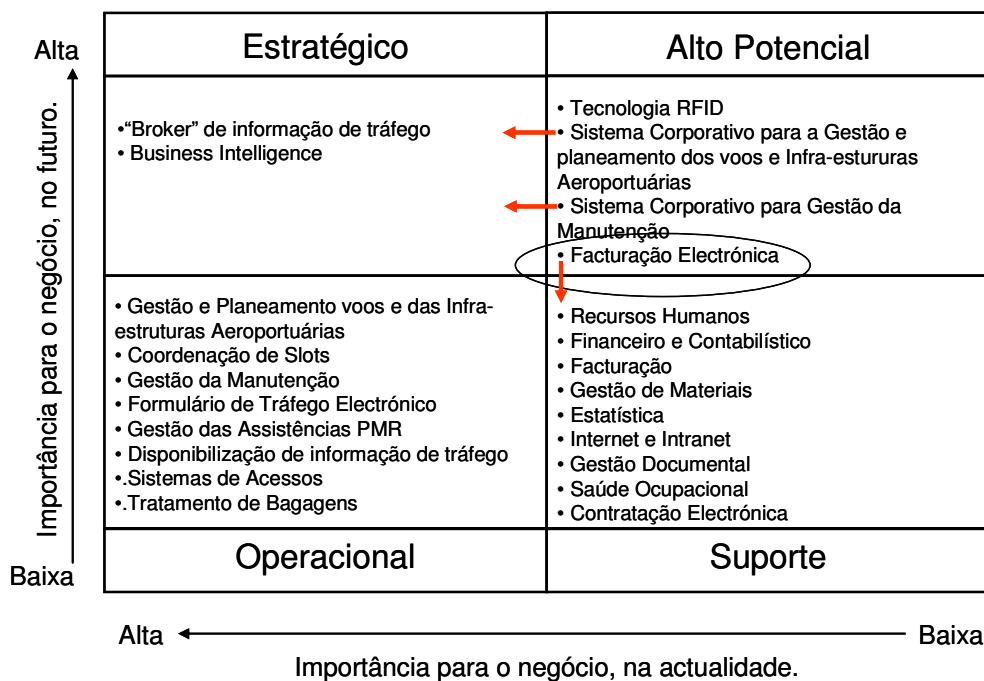 Alta
Importância para o negócio, no futuro.
Baixa
Estratégico
Alto Potencial
•“Broker” de informação de tráfego
• Business Intelligence
• Tecnologia RFID
• Sistema Corporativo para a Gestão e
planeamento dos voos e Infra-estururas
Aeroportuárias
• Sistema Corporativo para Gestão da
Manutenção
• Facturação Electrónica
• Gestão e Planeamento voos e das Infra-
estruturas Aeroportuárias
• Coordenação de Slots
• Gestão da Manutenção
• Formulário de Tráfego Electrónico
• Gestão das Assistências PMR
• Disponibilização de informação de tráfego
•.Sistemas de Acessos
•.Tratamento de Bagagens
• Recursos Humanos
• Financeiro e Contabilístico
• Facturação
• Gestão de Materiais
• Estatística
• Internet e Intranet
• Gestão Documental
• Saúde Ocupacional
• Contratação Electrónica
Operacional
Suporte
Alta
Baixa
Importância para o negócio, na actualidade.